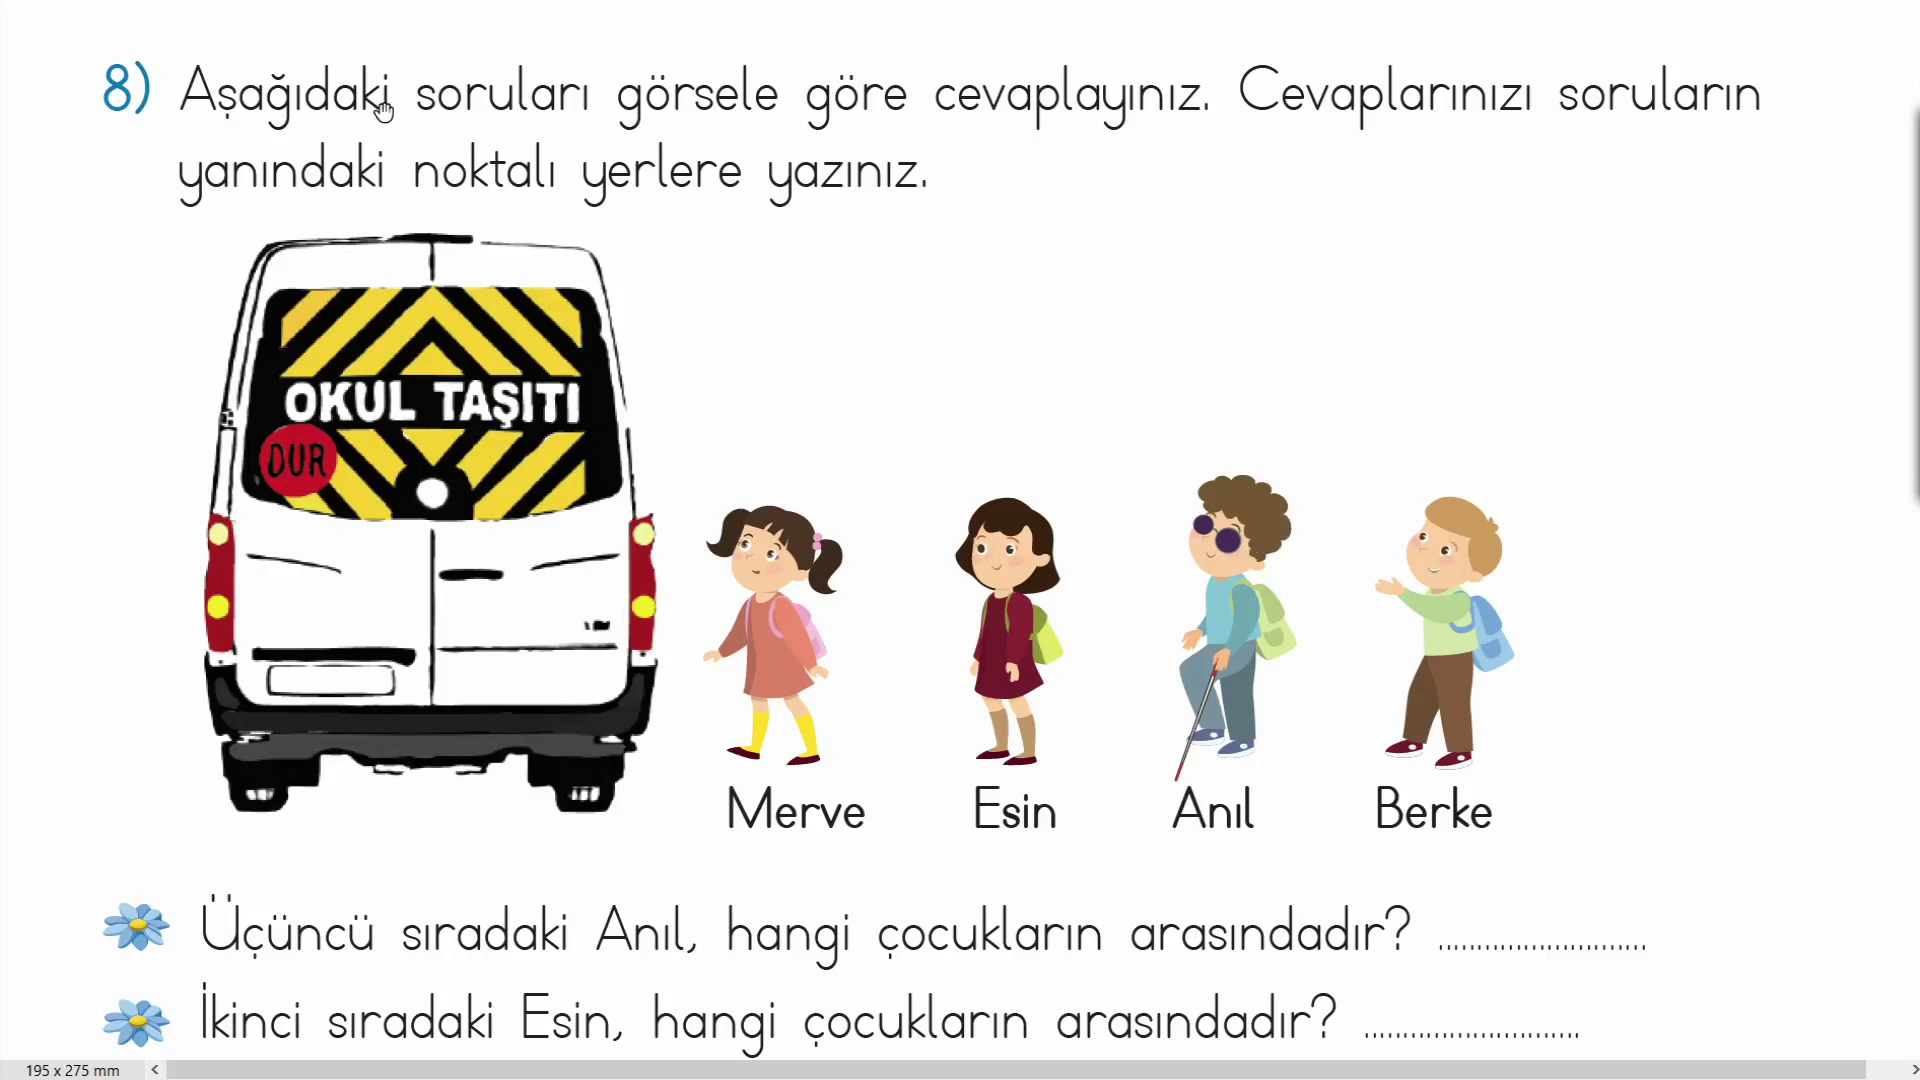 8) Aşağıdaki soruları görsele göre cevaplayınız. Cevaplarınızı soruların
yanındaki noktalı yerlere yazınız.
OKUL TAŞITI
DUR
Merve Esin Anıl Berke
Üçüncü sıradaki Anıl, hangi çocukların arasındadır? ..........................
İkinci sıradaki Esin, hangi çocukların arasındadır? ...........................
195 x 275 mm